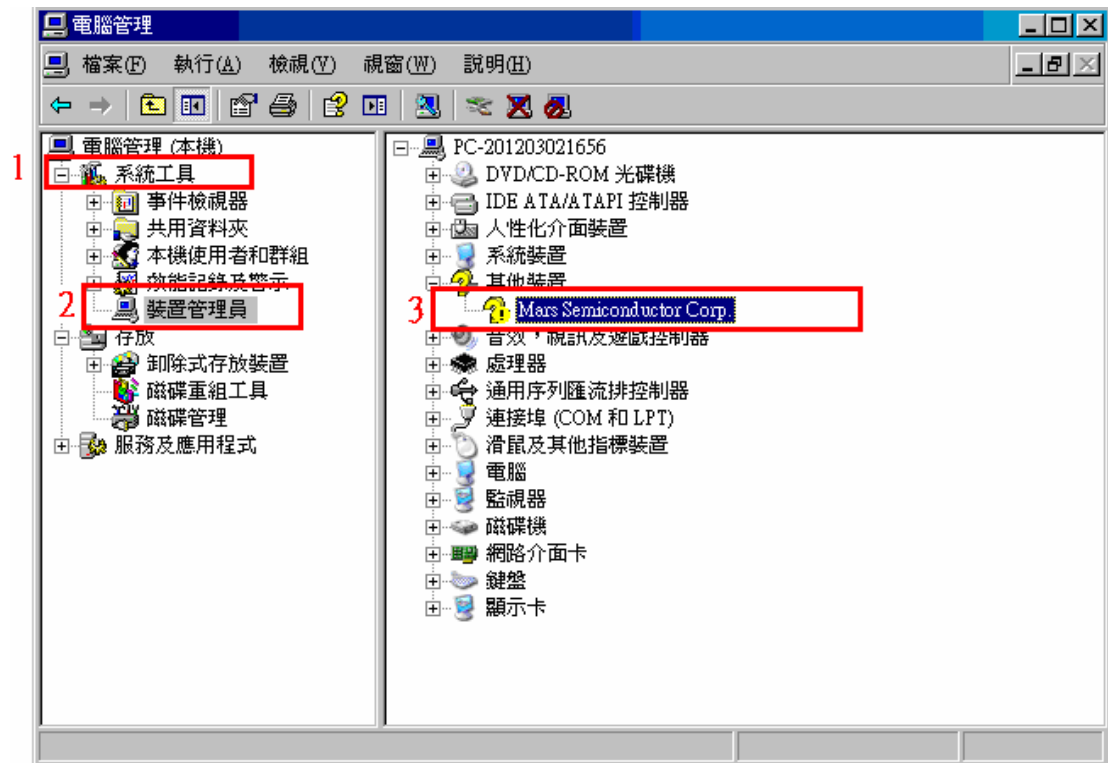 電腦管理
檔案(F) 執行(A) 檢視(V) 視窗(W) 說明(H)
電腦管理 (本機)
1
系統工具
事件檢視器
共用資料夾
本機使用者和群組
效能記錄及警示
2
裝置管理員
存放
卸除式存放裝置
磁碟重組工具
磁碟管理
服務及應用程式
PC-201203021656
DVD/CD-ROM 光碟機
IDE ATA/ATAPI 控制器
人性化介面裝置
系統裝置
其他裝置
3
Mars Semiconductor Corp.
音效，視訊及遊戲控制器
處理器
通用序列匯流排控制器
連接埠 (COM 和 LPT)
滑鼠及其他指標裝置
電腦
監視器
磁碟機
網路介面卡
鍵盤
顯示卡